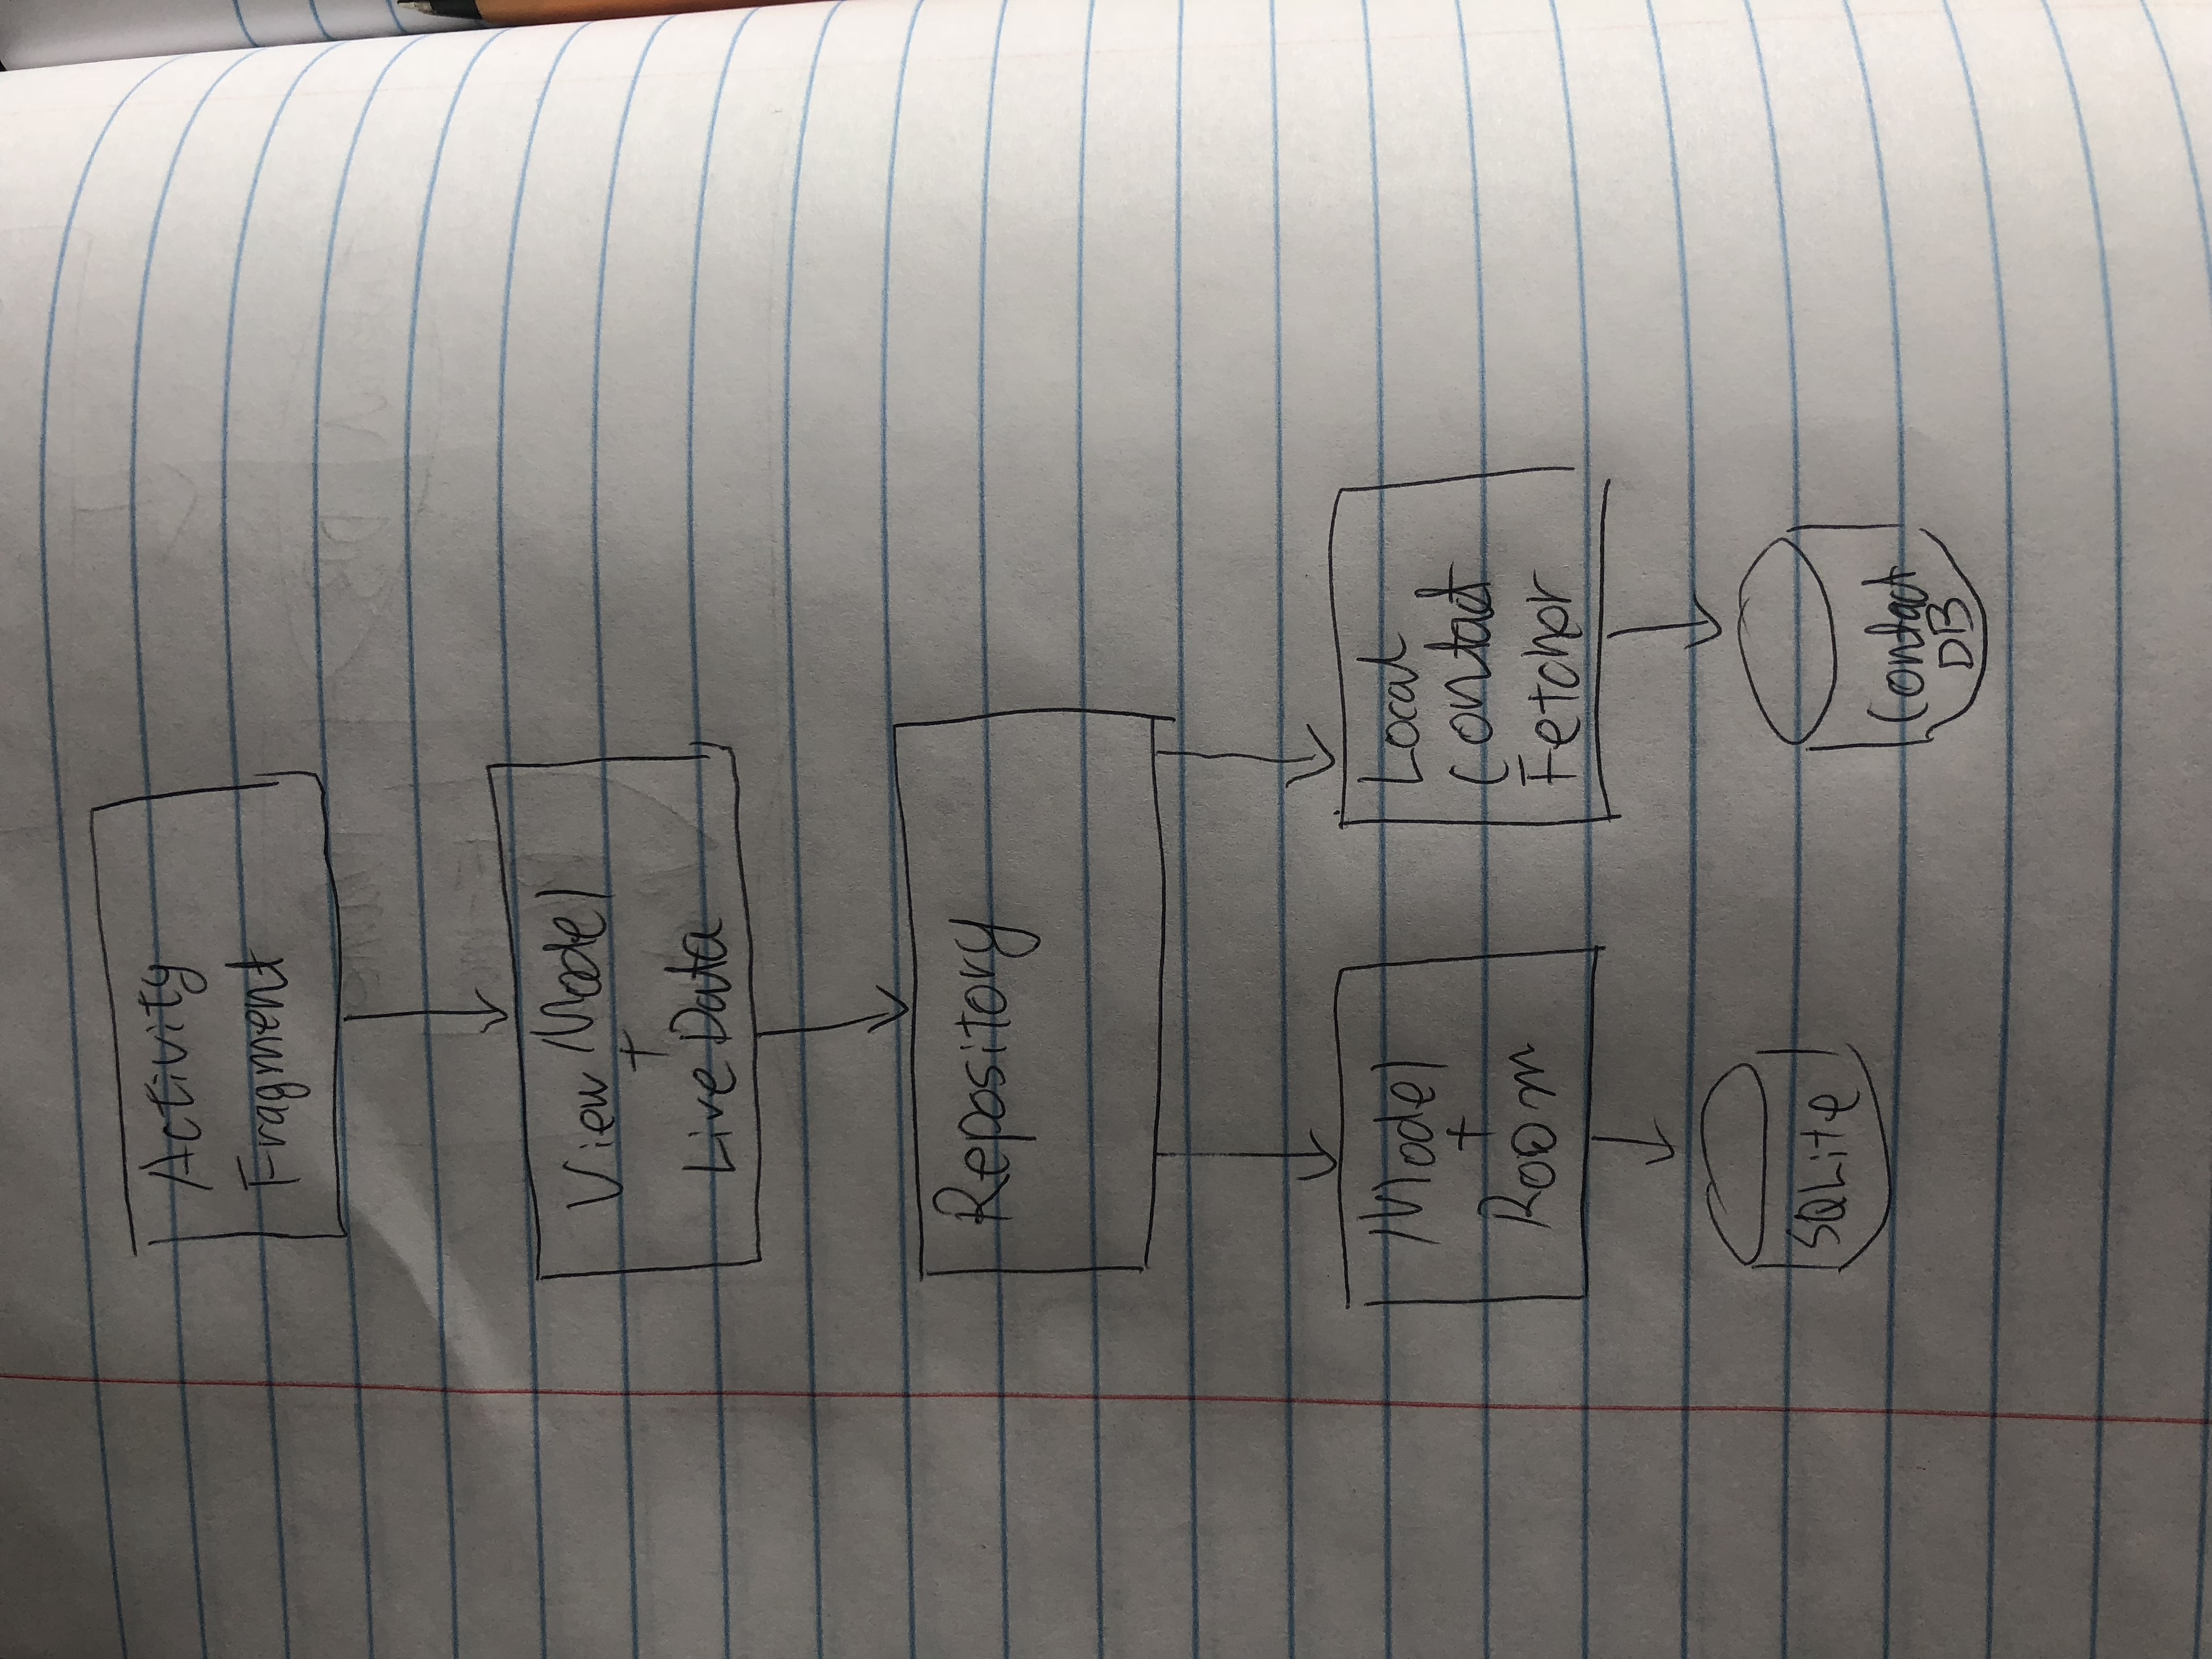 Activity
Fragment
View Model
+
Live Data
Repository
Model
+
Room
Local
Contact
Fetcher
SQLite
Contact
DB